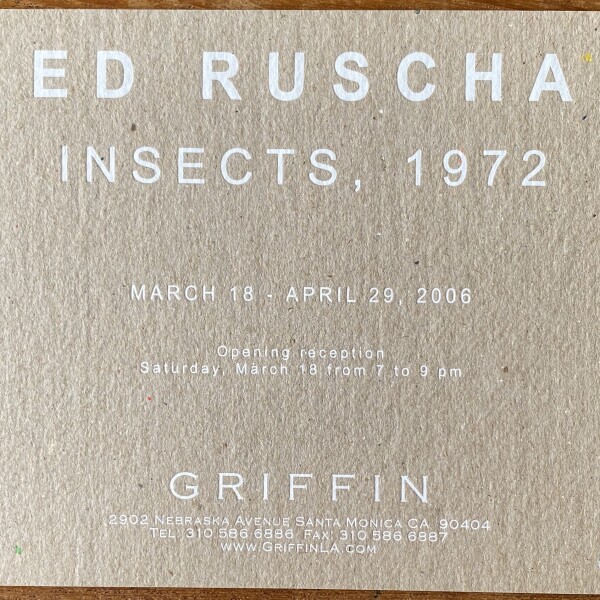 ED RUSCHA
INSECTS, 1972
MARCH 18 - APRIL 29, 2006
Opening reception
Saturday, March 18 from 7 to 9 pm
GRIFFIN
2902 NEBRASKA AVENUE SANTA MONICA CA 90404
TEL: 310 586 6886 FAX: 310 586 6887
WWW.GRIFFINLA.COM